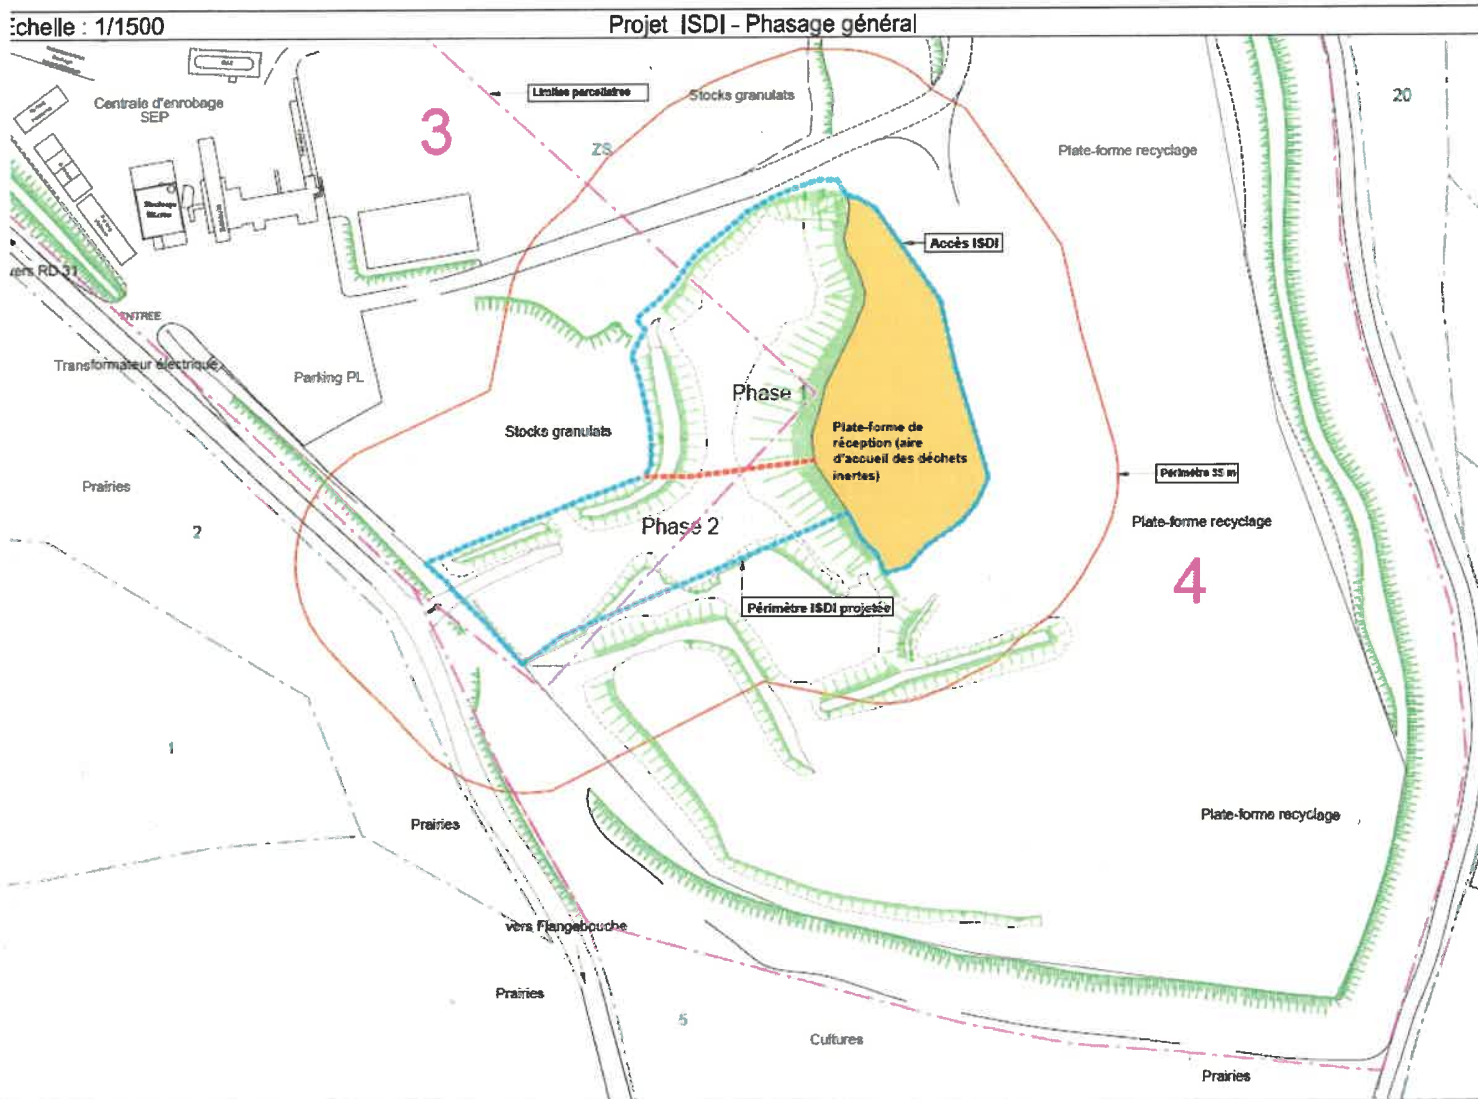 Echelle : 1/1500
Projet ISDI - Phasage général
Centrale d'enrobage
SEP
Limites parcellaires
Stocks granulats
20
3
ZS
Plate-forme recyclage
Accès ISDI
vers RD 31
ENTREE
Transformateur électrique
Parking PL
Phase 1
Stocks granulats
Plate-forme de
réception (aire
d'accueil des déchets
inertes)
Périmètre 35 m
Prairies
2
Phase 2
Plate-forme recyclage
4
Périmètre ISDI projetée
1
Prairies
Plate-forme recyclage
vers Flangebouche
Prairies
5
Cultures
Prairies